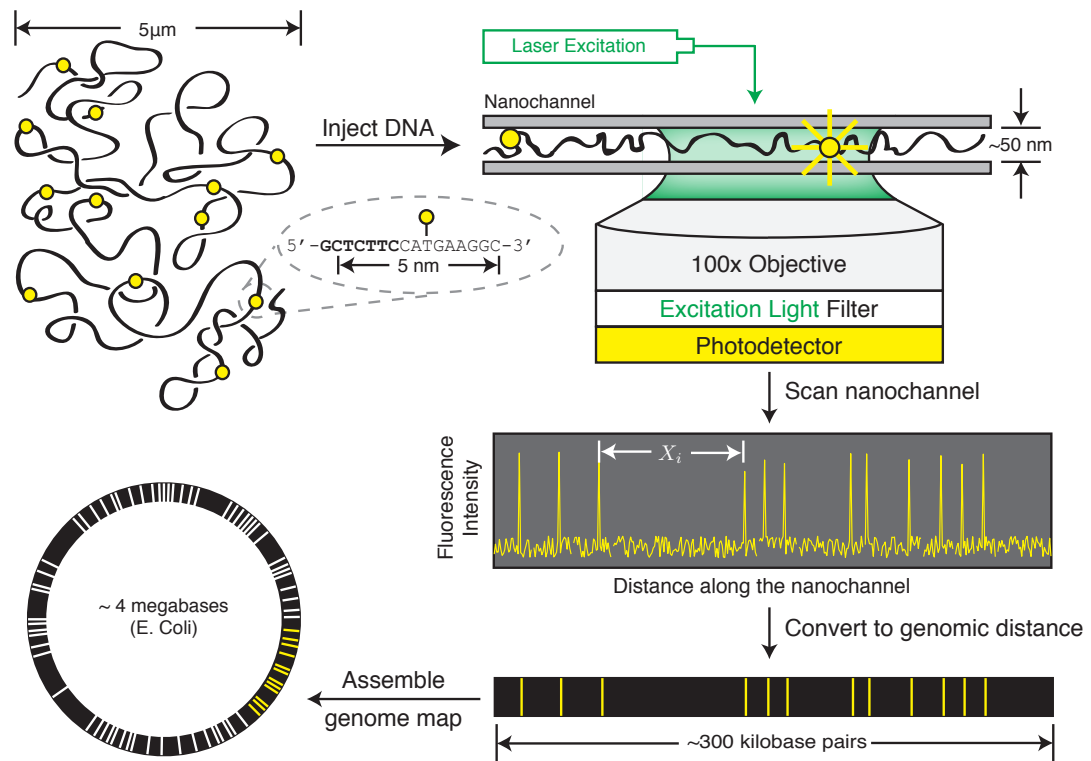 5μm
Laser Excitation
Nanochannel
Inject DNA
~50 nm
5′-GCTCTTCCATGAAGGC-3′
5 nm
100x Objective
Excitation Light Filter
Photodetector
Scan nanochannel
Fluorescence
Intensity
Xᵢ
Distance along the nanochannel
Convert to genomic distance
~ 4 megabases
(E. Coli)
Assemble
genome map
~300 kilobase pairs